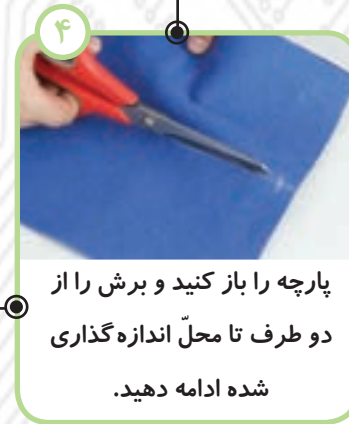 ۴
پارچه را باز کنید و برش را از
دو طرف تا محلّ اندازه‌گذاری
شده ادامه دهید.